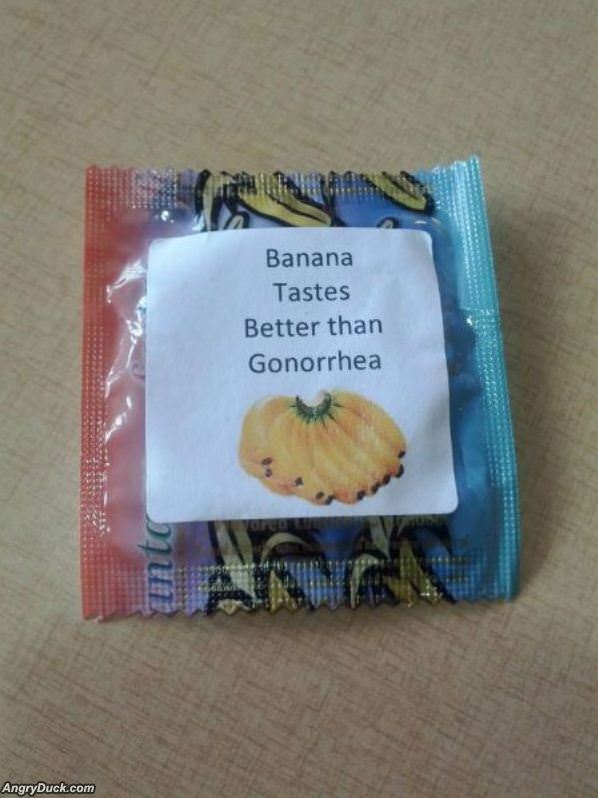 Banana
Tastes
Better than
Gonorrhea
AngryDuck.com